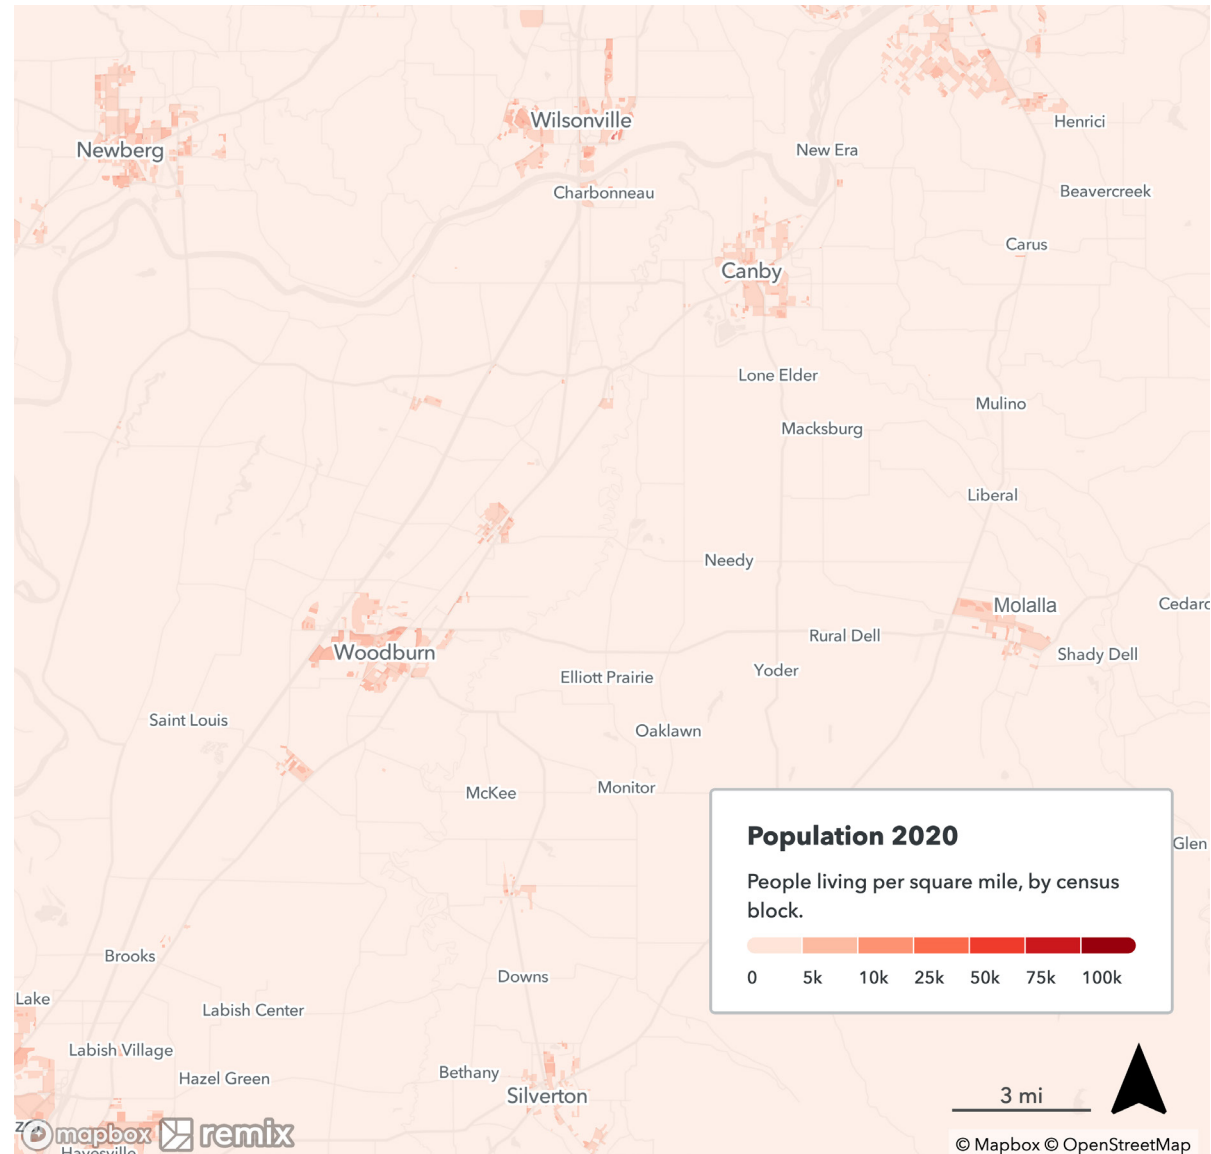 Wilsonville
Henrici
Newberg
New Era
Charbonneau
Beavercreek
Carus
Canby
Lone Elder
Mulino
Macksburg
Liberal
Needy
Molalla
Cedarc
Rural Dell
Woodburn
Shady Dell
Elliott Prairie
Yoder
Saint Louis
Oaklawn
McKee
Monitor
Population 2020
Glen
People living per square mile, by census
block.
0 5k 10k 25k 50k 75k 100k
Brooks
Downs
Lake
Labish Center
Labish Village
Hazel Green
Bethany
Silverton
3 mi
mapbox
remix
© Mapbox © OpenStreetMap
Hayesville